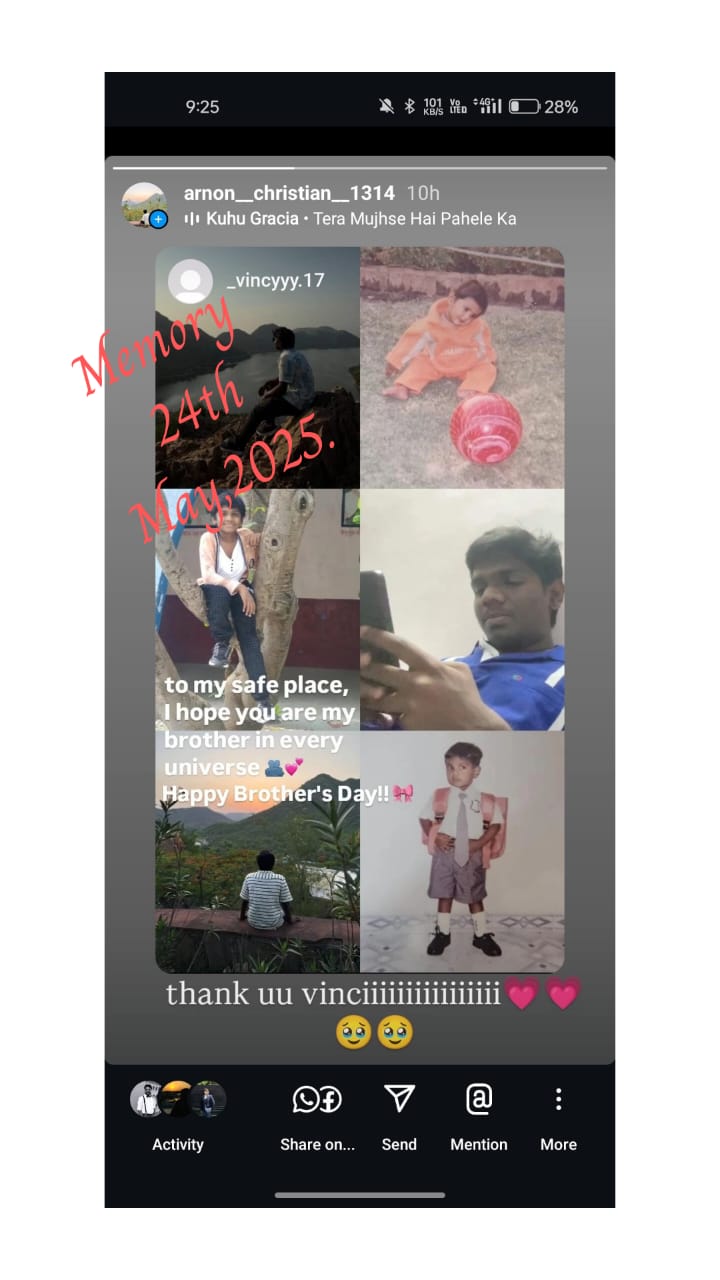 9:25 101 KB/S Vo LTED 4G+ 28%
arnon__christian__1314 10h
Kuhu Gracia • Tera Mujhse Hai Pahele Ka
_vincyyy.17
Memory
24th
May,2025.
to my safe place,
I hope you are my
brother in every
universe 🫂💕
Happy Brother's Day!!🎀
thank uu vinciiiiiiiiiiiiiiii💗💗
🥹🥹
Activity Share on... Send Mention More